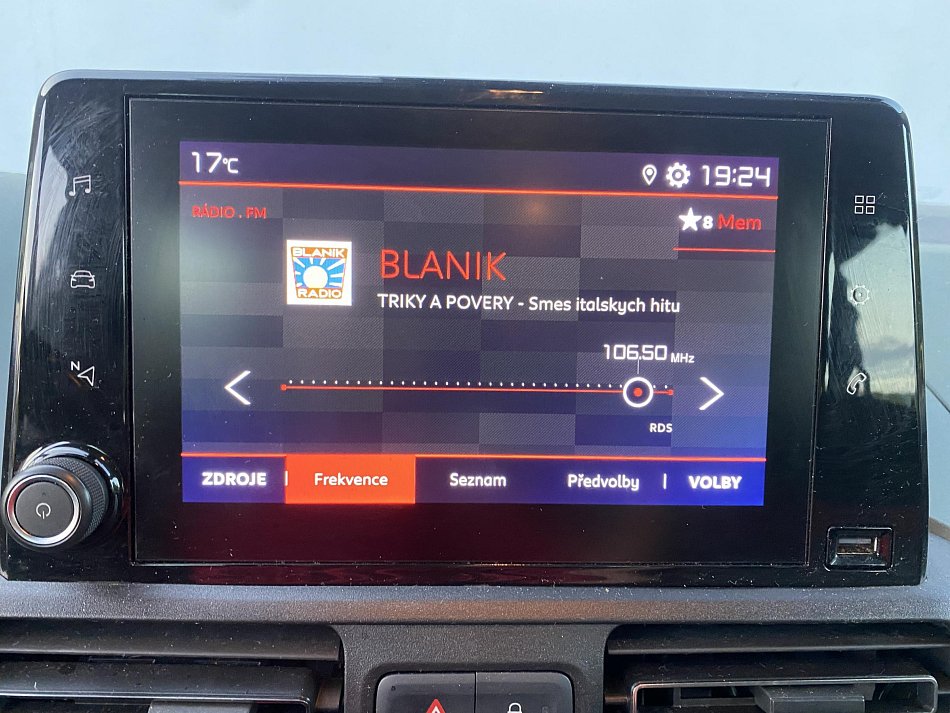 17°C 19:24
RÁDIO . FM
8 Mem
BLANIK
RADIO
BLANIK
TRIKY A POVERY - Smes italskych hitu
106.50 MHz
N
RDS
ZDROJE | Frekvence Seznam Předvolby | VOLBY